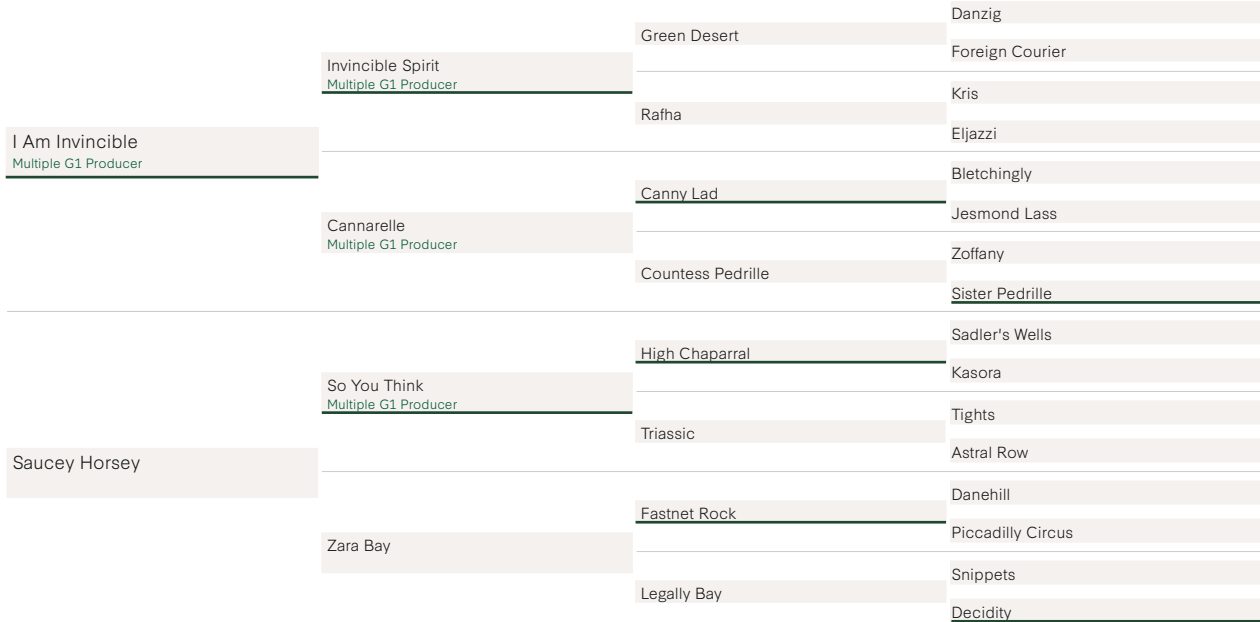 I Am Invincible
Multiple G1 Producer
Saucey Horsey
Invincible Spirit
Multiple G1 Producer
Cannarelle
Multiple G1 Producer
So You Think
Multiple G1 Producer
Zara Bay
Green Desert
Rafha
Canny Lad
Countess Pedrille
High Chaparral
Triassic
Fastnet Rock
Legally Bay
Danzig
Foreign Courier
Kris
Eljazzi
Bletchingly
Jesmond Lass
Zoffany
Sister Pedrille
Sadler's Wells
Kasora
Tights
Astral Row
Danehill
Piccadilly Circus
Snippets
Decidity